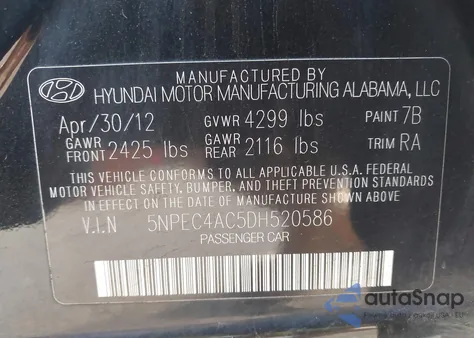 MANUFACTURED BY
HYUNDAI MOTOR MANUFACTURING ALABAMA, LLC
Apr/30/12 GVWR 4299 lbs PAINT 7B
GAWR FRONT 2425 lbs GAWR REAR 2116 lbs TRIM RA
THIS VEHICLE CONFORMS TO ALL APPLICABLE U.S.A. FEDERAL
MOTOR VEHICLE SAFETY, BUMPER, AND THEFT PREVENTION STANDARDS
IN EFFECT ON THE DATE OF MANUFACTURE SHOWN ABOVE.
V.I.N 5NPEC4AC5DH520586
PASSENGER CAR
autoSnap